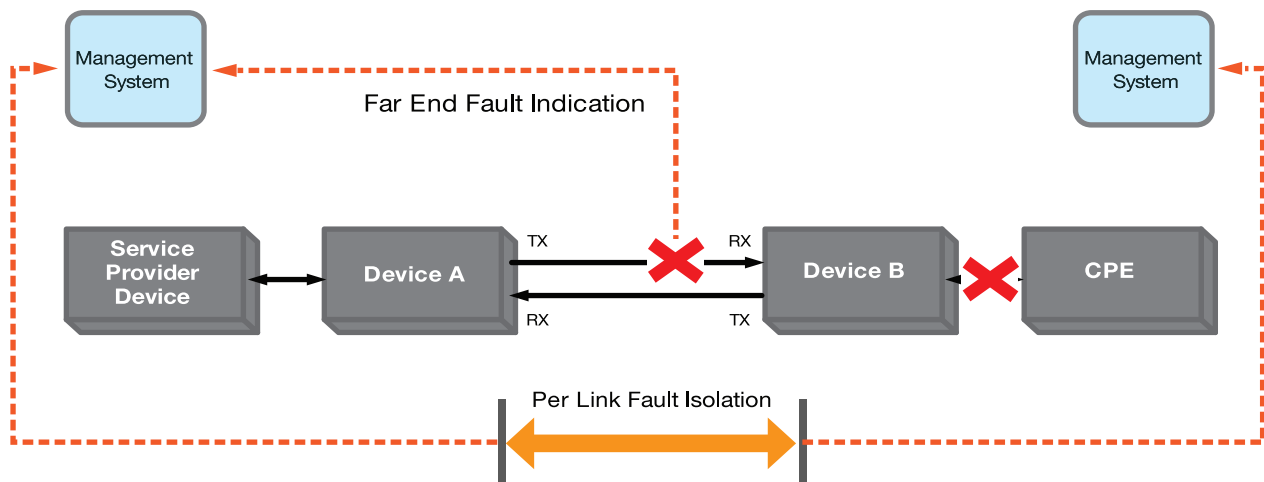 Management
System
Management
System
Far End Fault Indication
Service
Provider
Device
Device A
TX
RX
RX
TX
Device B
CPE
Per Link Fault Isolation